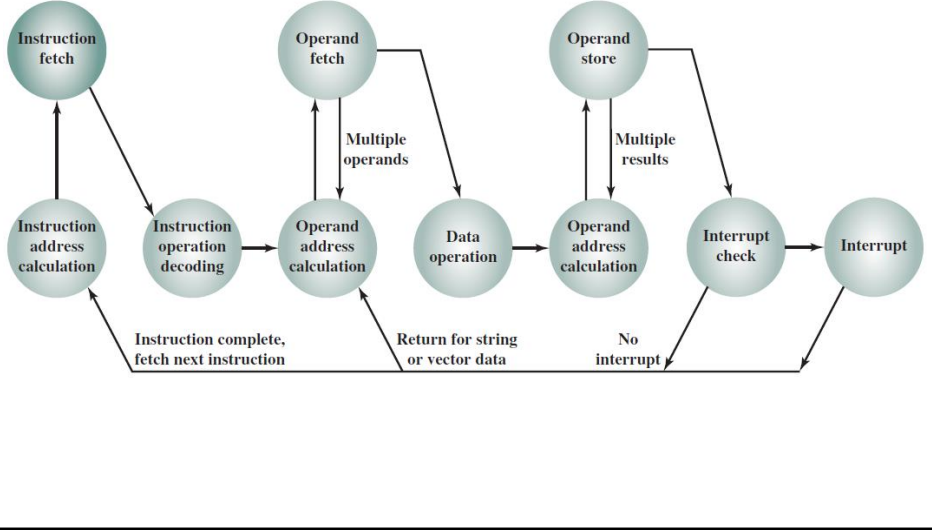 Instruction
fetch
Operand
fetch
Operand
store
Multiple
operands
Multiple
results
Instruction
address
calculation
Instruction
operation
decoding
Operand
address
calculation
Data
operation
Operand
address
calculation
Interrupt
check
Interrupt
Instruction complete,
fetch next instruction
Return for string
or vector data
No
interrupt